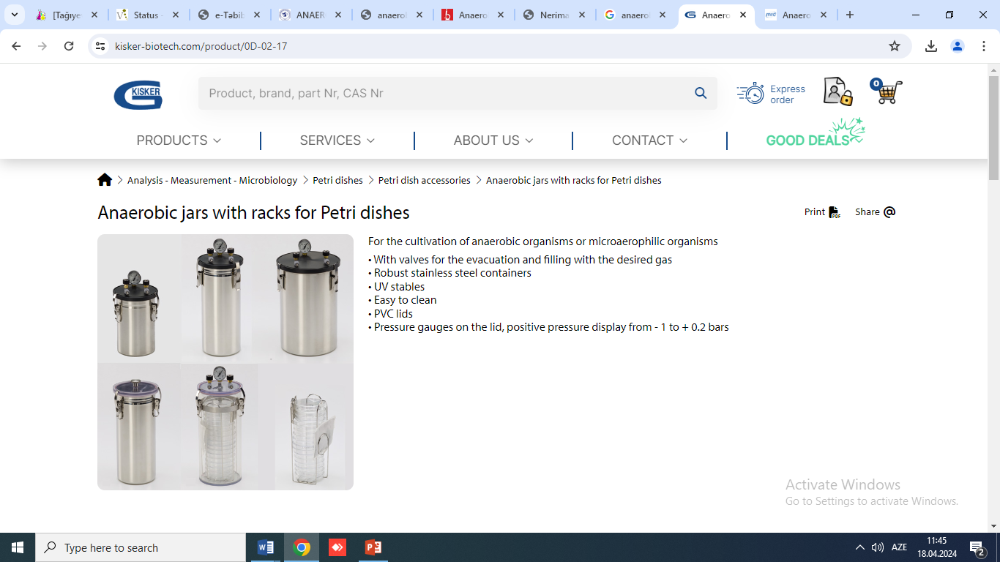 [Tağıye
Status -
e-Təbib
ANAER
anaerol
Anaero
Nerima
anaero
Anaero
Anaero
kisker-biotech.com/product/0D-02-17
KISKER
Product, brand, part Nr, CAS Nr
Express
order
0
PRODUCTS
SERVICES
ABOUT US
CONTACT
GOOD DEALS
Analysis - Measurement - Microbiology
Petri dishes
Petri dish accessories
Anaerobic jars with racks for Petri dishes
Anaerobic jars with racks for Petri dishes
Print
PDF
Share
For the cultivation of anaerobic organisms or microaerophilic organisms
• With valves for the evacuation and filling with the desired gas
• Robust stainless steel containers
• UV stables
• Easy to clean
• PVC lids
• Pressure gauges on the lid, positive pressure display from - 1 to + 0.2 bars
Activate Windows
Go to Settings to activate Windows.
Type here to search
AZE
11:45
18.04.2024
2